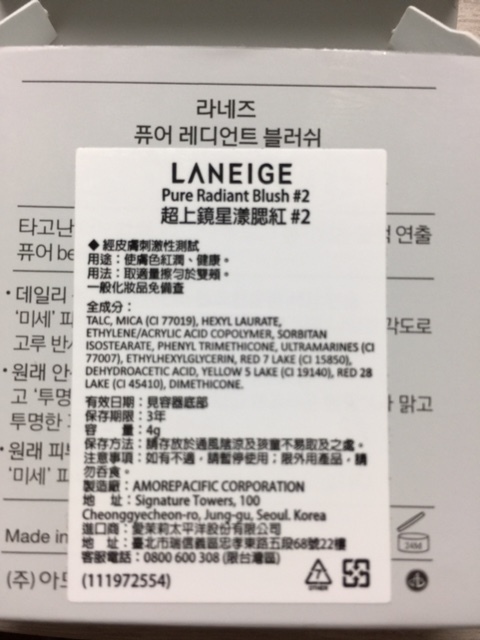 라네즈
퓨어 레디언트 블러쉬
LANEIGE
Pure Radiant Blush #2
超上鏡星漾腮紅 #2
타고난
연출
퓨어 be
◆ 經皮膚刺激性測試
用途：使膚色紅潤、健康。
用法：取適量擦勻於雙頰。
一般化妝品免備查
• 데일리
각도로
‘미세’ 피
고루 반
全成分：
TALC, MICA (CI 77019), HEXYL LAURATE,
ETHYLENE/ACRYLIC ACID COPOLYMER, SORBITAN
ISOSTEARATE, PHENYL TRIMETHICONE, ULTRAMARINES (CI
77007), ETHYLHEXYLGLYCERIN, RED 7 LAKE (CI 15850),
DEHYDROACETIC ACID, YELLOW 5 LAKE (CI 19140), RED 28
LAKE (CI 45410), DIMETHICONE.
• 원래 안
맑고
고 ‘투명
투명한
有效日期：見容器底部
保存期限：3年
容 量：4g
保存方法：請存放於通風陰涼及孩童不易取及之處。
注意事項：如有不適，請暫停使用；限外用產品，請
勿吞食。
• 원래 피부
‘미세’ 피
製造廠：AMOREPACIFIC CORPORATION
地 址：Signature Towers, 100
Cheonggyecheon-ro, Jung-gu, Seoul. Korea
進口商：愛茉莉太平洋股份有限公司
地 址：臺北市瑞信義區忠孝東路五段68號22樓
客服電話：0800 600 308 (限台灣區)
(111972554)
Made in
24M
(주)아모
7
OTHER